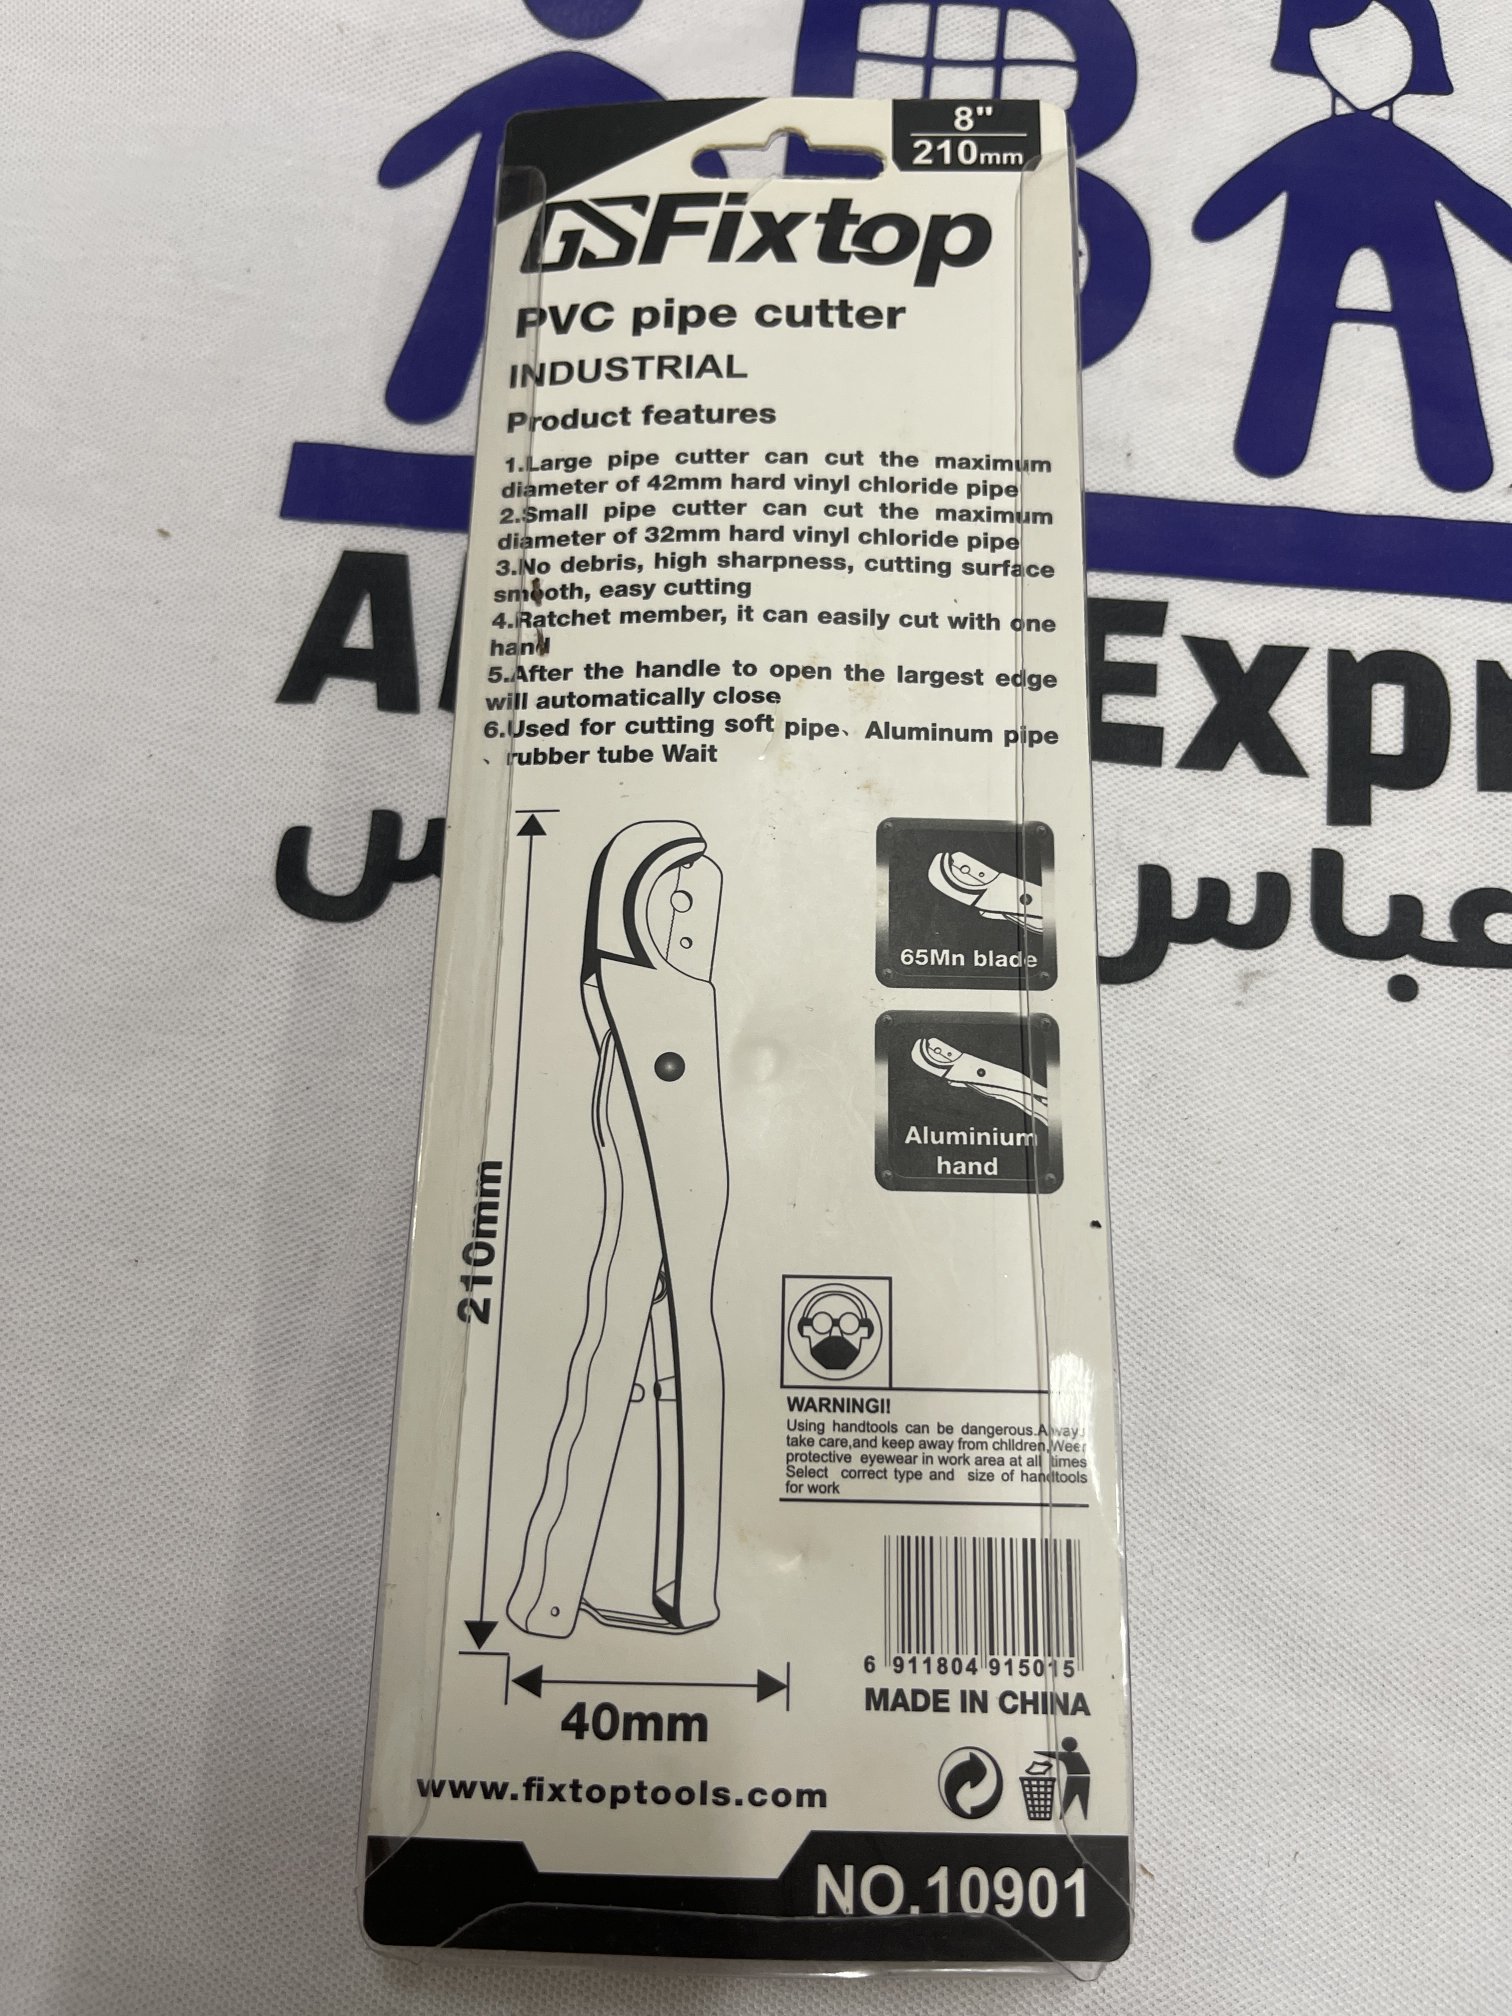 8"
210mm
GSFixtop
PVC pipe cutter
INDUSTRIAL
Product features
1.Large pipe cutter can cut the maximum
diameter of 42mm hard vinyl chloride pipe
2.Small pipe cutter can cut the maximum
diameter of 32mm hard vinyl chloride pipe
3.No debris, high sharpness, cutting surface
smooth, easy cutting
4.Ratchet member, it can easily cut with one
hand
5.After the handle to open the largest edge
will automatically close
6.Used for cutting soft pipe、Aluminum pipe
、rubber tube Wait
65Mn blade
Aluminium
hand
210mm
40mm
WARNINGI!
Using handtools can be dangerous.Always
take care,and keep away from chlldren,Weer
protective eyewear in work area at all times
Select correct type and size of handtools
for work
6 911804 915015
MADE IN CHINA
www.fixtoptools.com
NO.10901
A
Exp
عباس